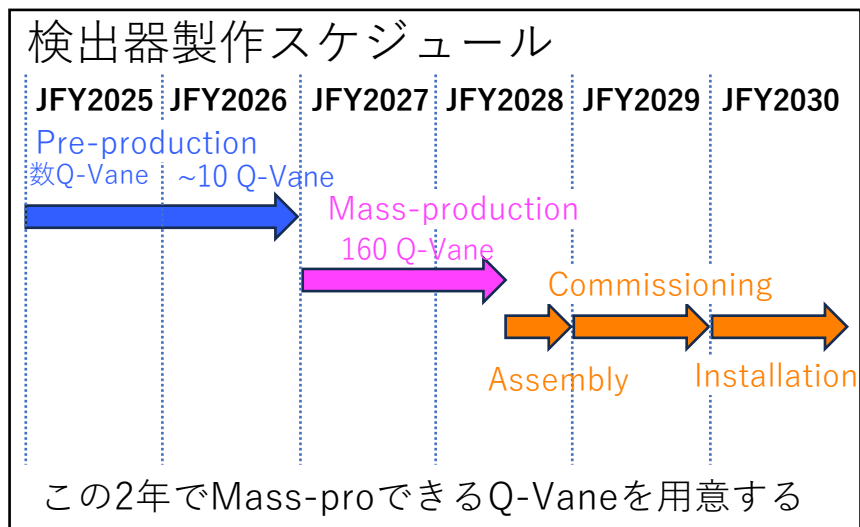 検出器製作スケジュール
JFY2025 JFY2026 JFY2027 JFY2028 JFY2029 JFY2030
Pre-production
数Q-Vane ~10 Q-Vane
Mass-production
160 Q-Vane
Commissioning
Assembly Installation
この2年でMass-proできるQ-Vaneを用意する